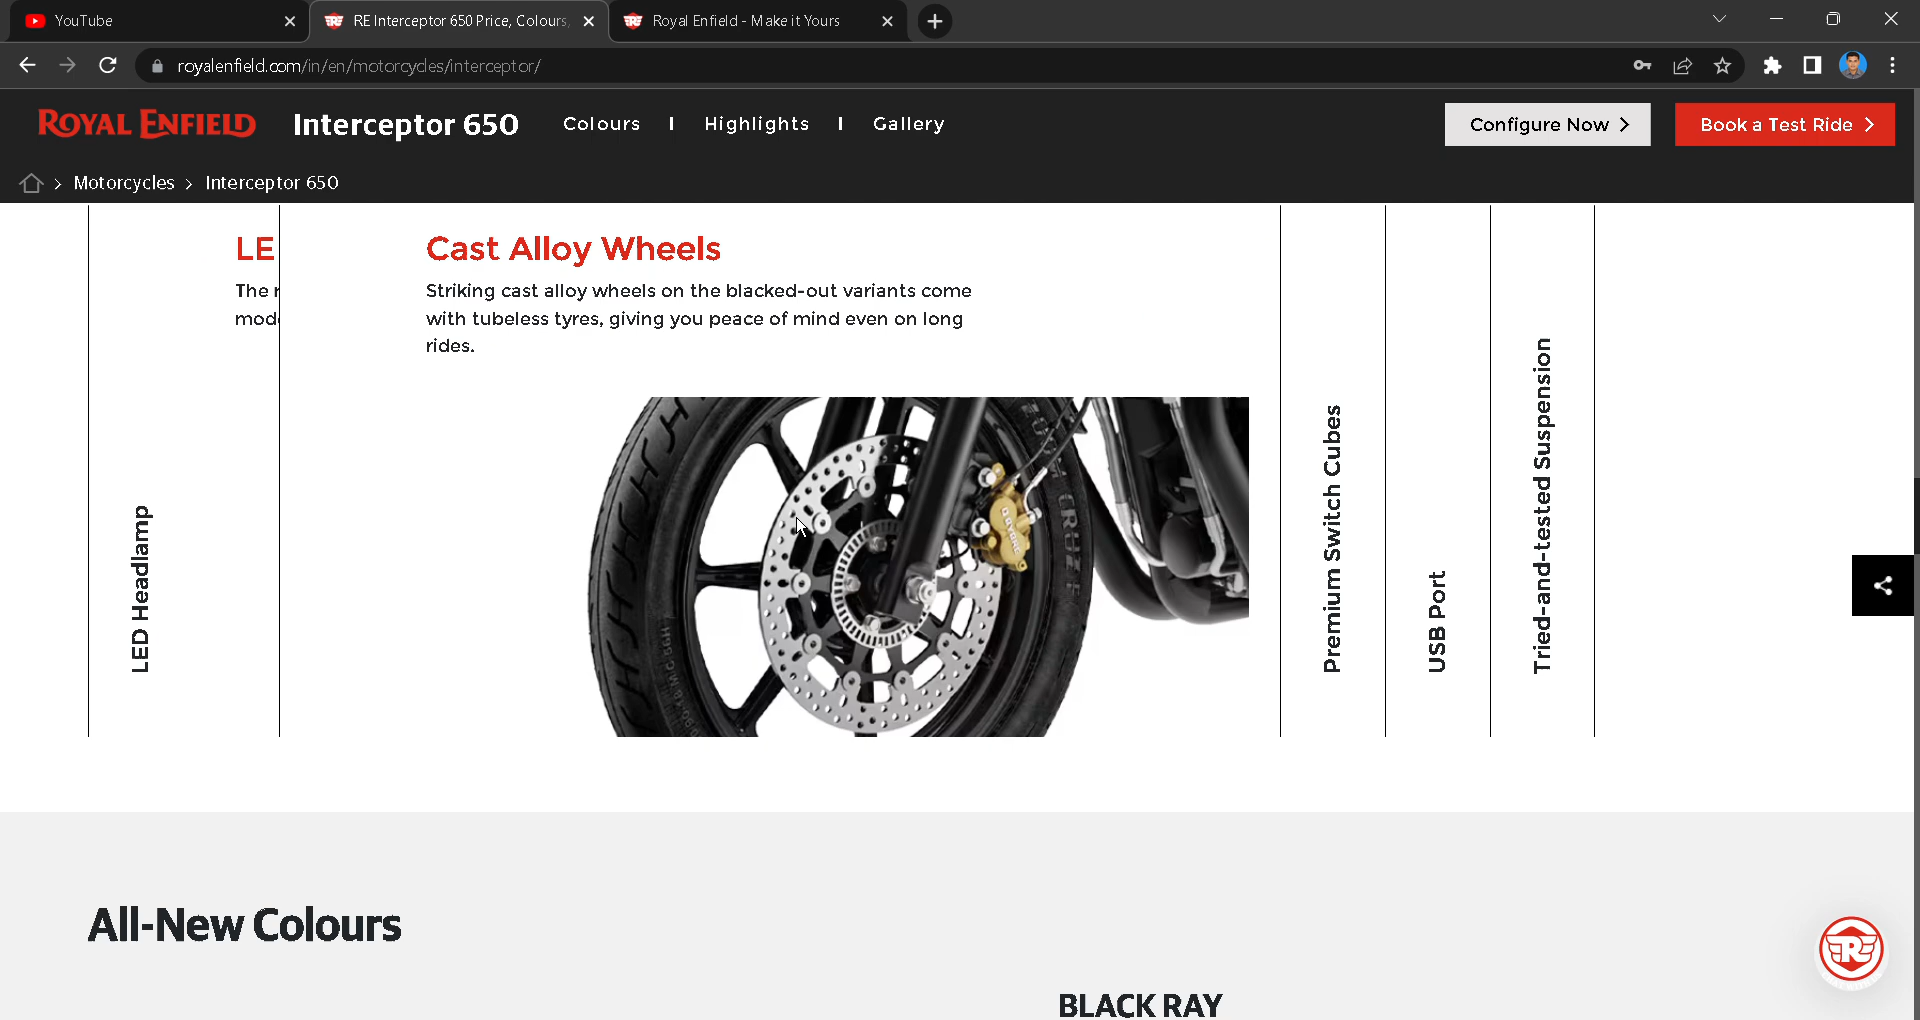 YouTube
RE Interceptor 650 Price, Colours,
Royal Enfield - Make it Yours
royalenfield.com/in/en/motorcycles/interceptor/
ROYAL ENFIELD
Interceptor 650
Colours | Highlights | Gallery
Configure Now >
Book a Test Ride >
> Motorcycles > Interceptor 650
LE
The
LED Headlamp
Cast Alloy Wheels
Striking cast alloy wheels on the blacked-out variants come
with tubeless tyres, giving you peace of mind even on long
rides.
BYBRE
Premium Switch Cubes
USB Port
Tried-and-tested Suspension
All-New Colours
BLACK RAY